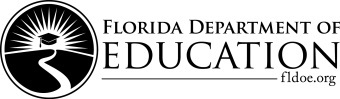 FLORIDA DEPARTMENT OF
EDUCATION
fldoe.org